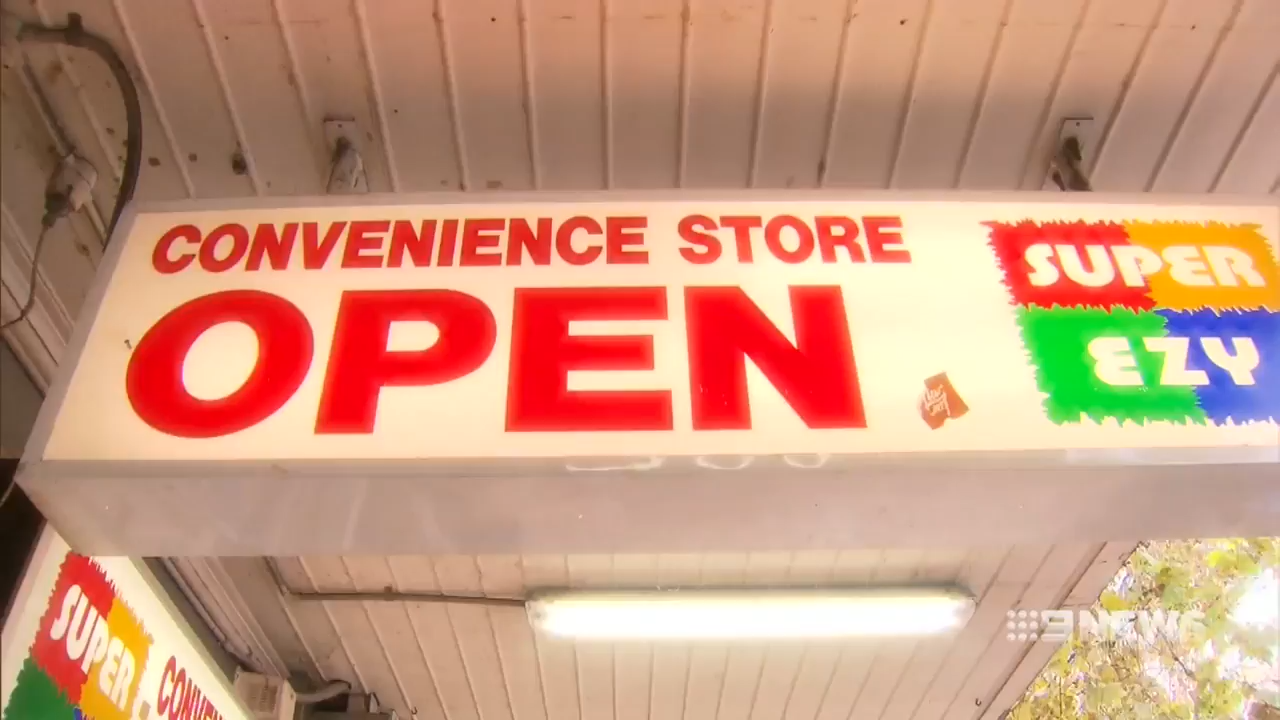 CONVENIENCE STORE
OPEN
SUPER
EZY
SUPER
9NEWS